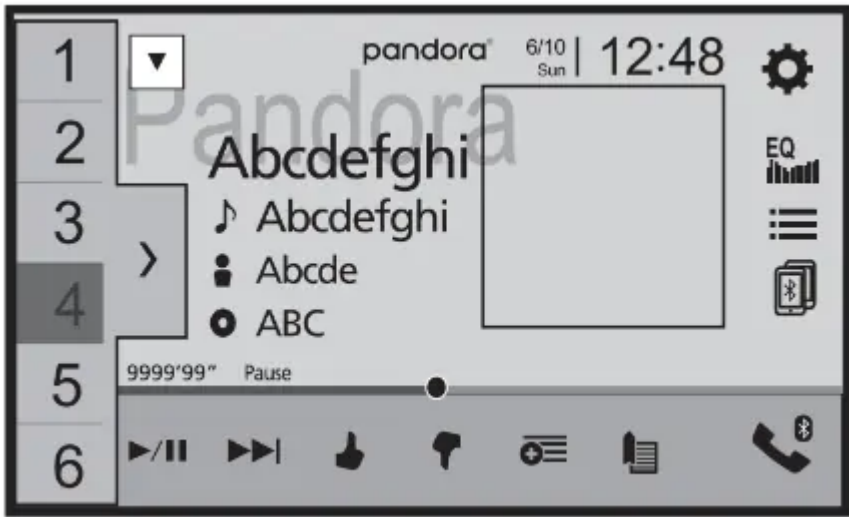 1
2
3
4
5
6
Pandora
pandora®
6/10
Sun
12:48
Abcdefghi
Abcdefghi
Abcde
ABC
EQ
9999'99" Pause